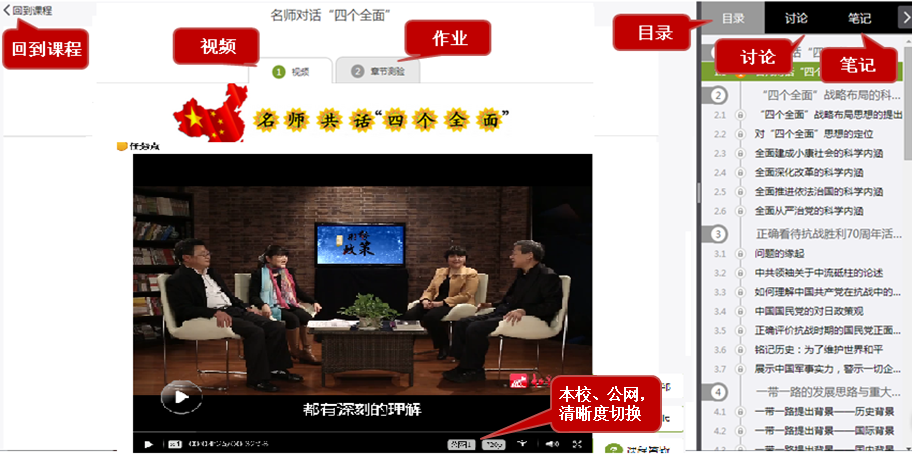 回到课程
回到课程
名师对话“四个全面”
视频
作业
1 视频
2 章节测验
名师共话“四个全面”
任务点
都有深刻的理解
本校、公网，
清晰度切换
公网1
720p
目录
目录
讨论
笔记
讨论
笔记
2 “四个全面”战略布局的科...
2.1 “四个全面”战略布局思想的提出
2.2 对“四个全面”思想的定位
2.3 全面建成小康社会的科学内涵
2.4 全面深化改革的科学内涵
2.5 全面推进依法治国的科学内涵
2.6 全面从严治党的科学内涵
3 正确看待抗战胜利70周年活...
3.1 问题的缘起
3.2 中共领袖关于中流砥柱的论述
3.3 如何理解中国共产党在抗战中的...
3.4 中国国民党的对日政策观
3.5 正确评价抗战时期的国民党正面...
3.6 铭记历史：为了维护世界和平
3.7 展示中国军事实力，警示一切企...
4 一带一路的发展思路与重大...
4.1 一带一路提出背景——历史背景
4.2 一带一路提出背景——国际背景